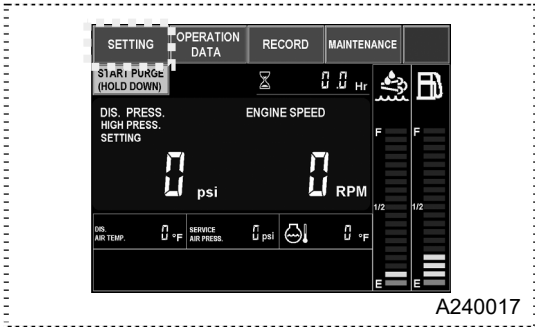 SETTING
OPERATION
DATA
RECORD
MAINTENANCE
START PURGE
(HOLD DOWN)
0.0 Hr
DIS. PRESS.
HIGH PRESS.
SETTING
0 psi
ENGINE SPEED
0 RPM
F
1/2
E
F
1/2
E
DIS.
AIR TEMP.
0 °F
SERVICE
AIR PRESS.
0 psi
0 °F
A240017